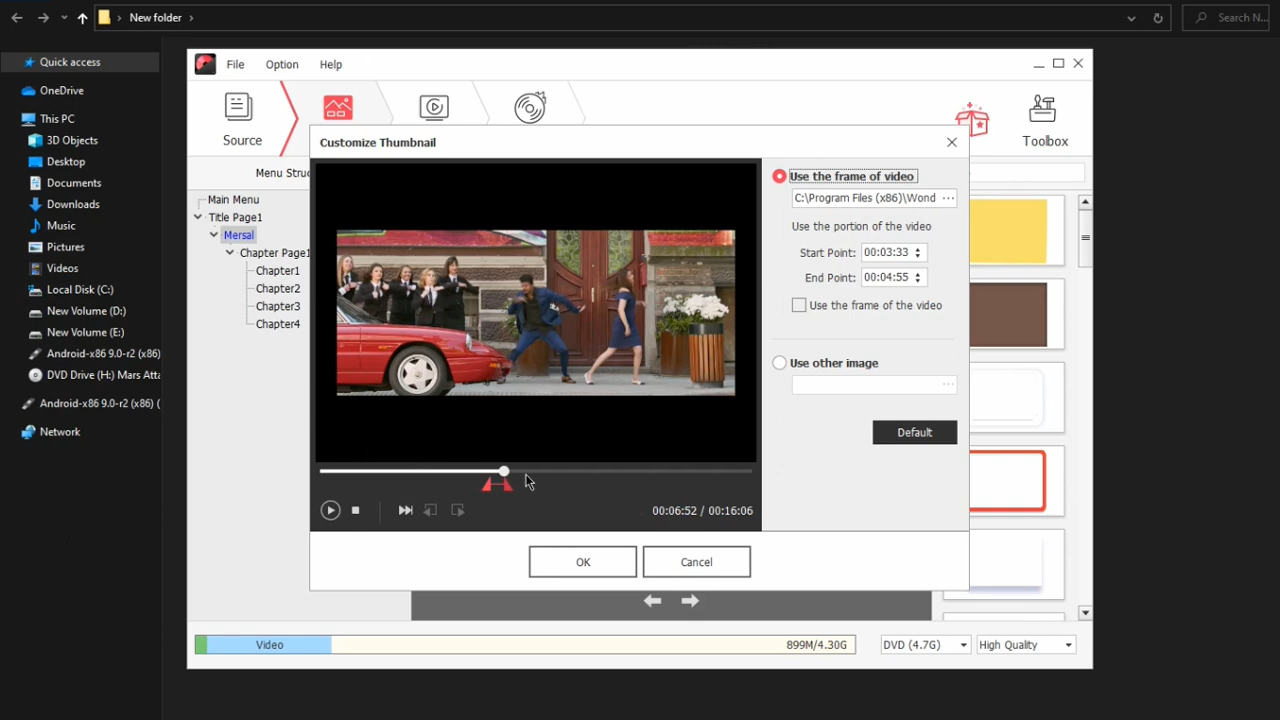 New folder
Search N...
Quick access
OneDrive
This PC
3D Objects
Desktop
Documents
Downloads
Music
Pictures
Videos
Local Disk (C:)
New Volume (D:)
New Volume (E:)
Android-x86 9.0-r2 (x86)
DVD Drive (H:) Mars Atta
Android-x86 9.0-r2 (x86) (
Network
File Option Help
Source
Toolbox
Menu Struc
Main Menu
Title Page1
Mersal
Chapter Page1
Chapter1
Chapter2
Chapter3
Chapter4
Customize Thumbnail
Use the frame of video
C:\Program Files (x86)\Wond ...
Use the portion of the video
Start Point: 00:03:33
End Point: 00:04:55
Use the frame of the video
Use other image
...
Default
00:06:52 / 00:16:06
OK Cancel
Video 899M/4.30G DVD (4.7G) High Quality